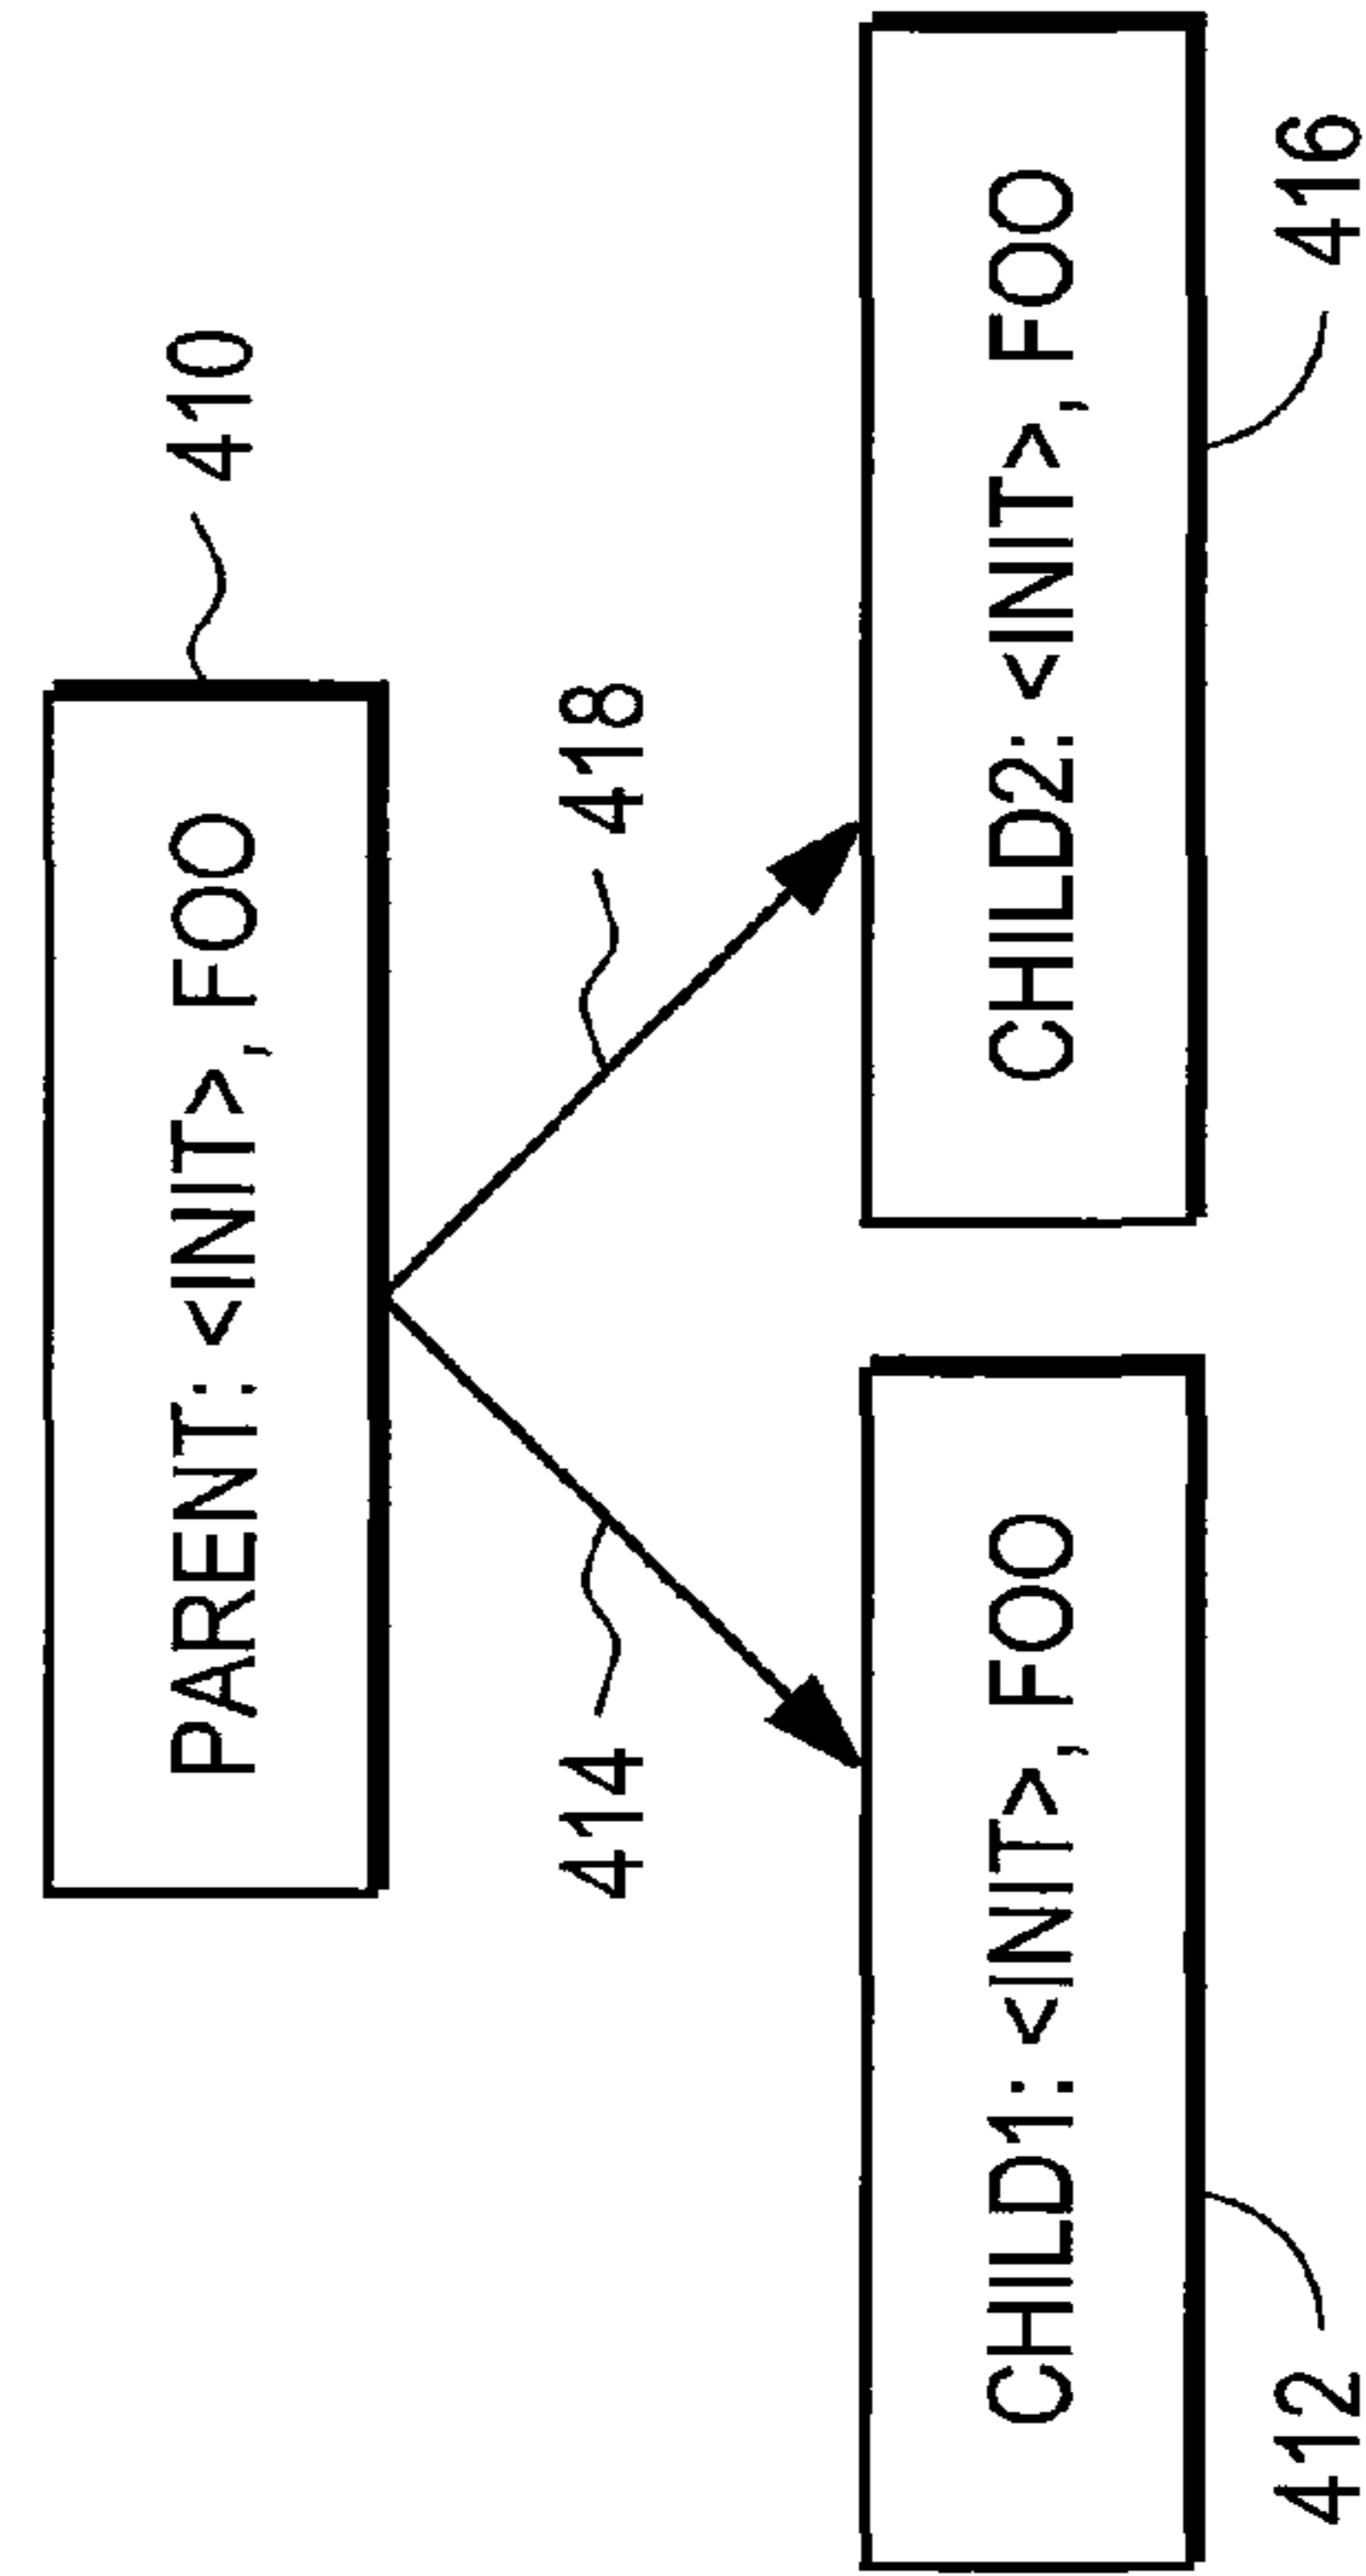 PARENT: <INIT>, FOO
410
414
418
CHILD1: <INIT>, FOO
CHILD2: <INIT>, FOO
412
416